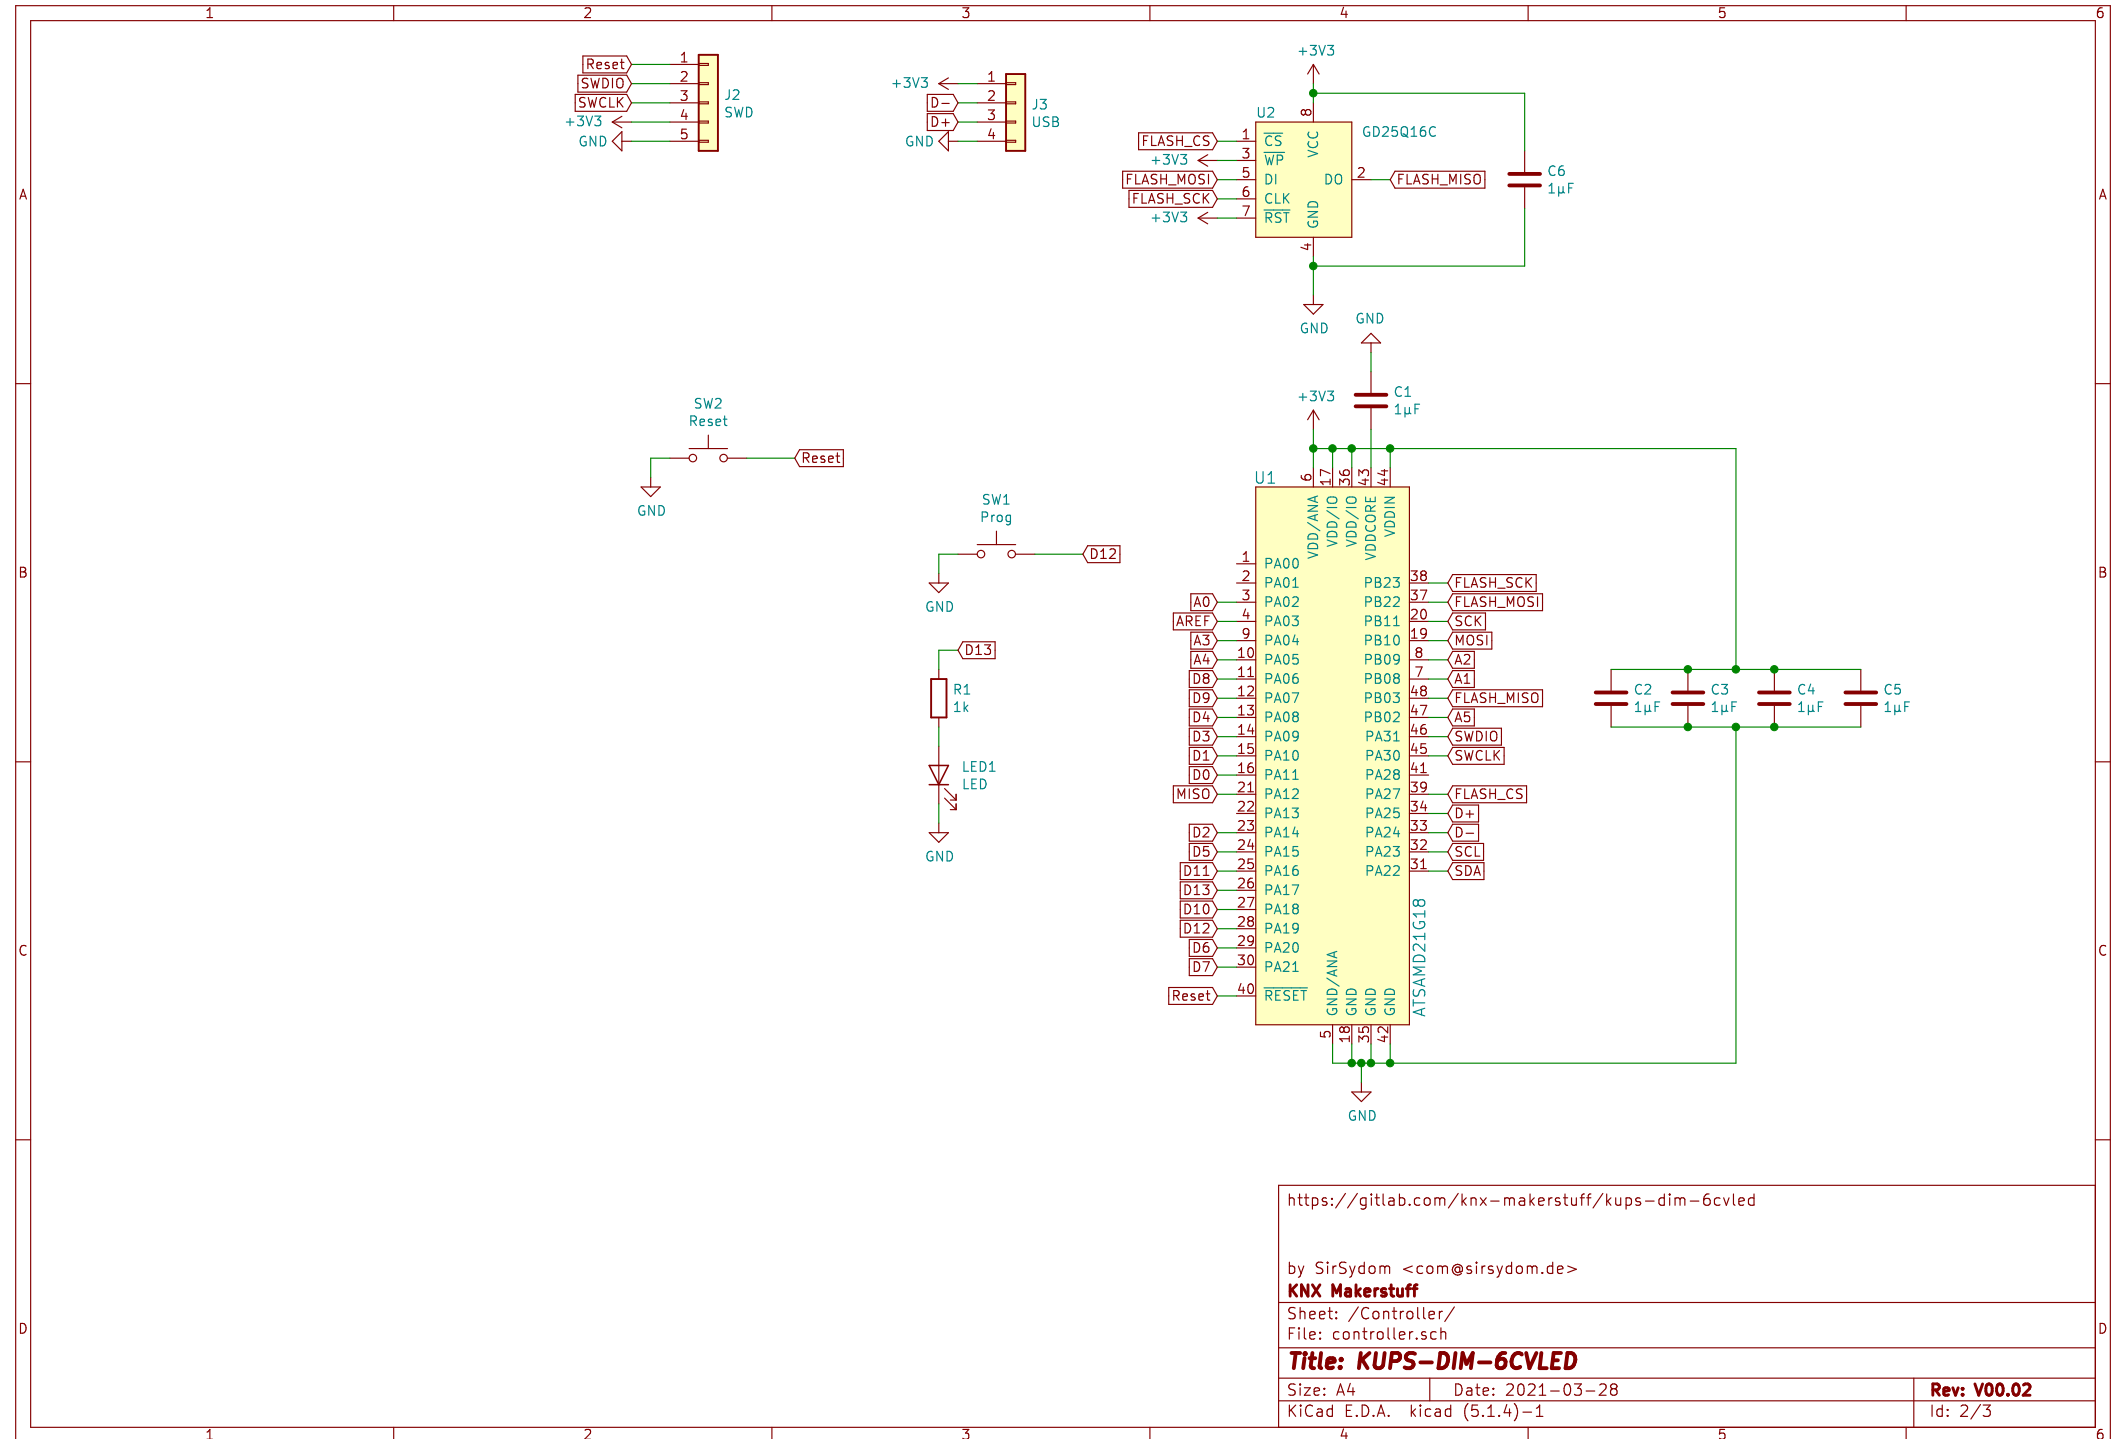 1 2 3 4 5 6
A
B
C
D
A
B
C
D
1 2 3 4 5 6
Reset 1
SWDIO 2
SWCLK 3
+3V3 4
GND 5
J2
SWD
+3V3 1
D- 2
D+ 3
GND 4
J3
USB
+3V3
U2
8
GD25Q16C
VCC
FLASH_CS 1 CS
+3V3 3 WP
FLASH_MOSI 5 DI
DO 2 FLASH_MISO
FLASH_SCK 6 CLK
+3V3 7 RST
GND
4
GND
C6
1µF
GND
C1
1µF
+3V3
SW2
Reset
Reset
GND
SW1
Prog
D12
GND
D13
R1
1k
LED1
LED
GND
U1
6 17 36 43 44
VDD/ANA VDD/IO VDD/IO VDDCORE VDDIN
1 PA00
2 PA01
A0 3 PA02
AREF 4 PA03
A3 9 PA04
A4 10 PA05
D8 11 PA06
D9 12 PA07
D4 13 PA08
D3 14 PA09
D1 15 PA10
D0 16 PA11
MISO 21 PA12
22 PA13
D2 23 PA14
D5 24 PA15
D11 25 PA16
D13 26 PA17
D10 27 PA18
D12 28 PA19
D6 29 PA20
D7 30 PA21
Reset 40 RESET
PB23 38 FLASH_SCK
PB22 37 FLASH_MOSI
PB11 20 SCK
PB10 19 MOSI
PB09 8 A2
PB08 7 A1
PB03 48 FLASH_MISO
PB02 47 A5
PA31 46 SWDIO
PA30 45 SWCLK
PA28 41
PA27 39 FLASH_CS
PA25 34 D+
PA24 33 D-
PA23 32 SCL
PA22 31 SDA
ATSAMD21G18
GND/ANA GND GND GND
5 18 35 42
GND
C2
1µF
C3
1µF
C4
1µF
C5
1µF
https://gitlab.com/knx-makerstuff/kups-dim-6cvled
by SirSydom <com@sirsydom.de>
KNX Makerstuff
Sheet: /Controller/
File: controller.sch
Title: KUPS-DIM-6CVLED
Size: A4 Date: 2021-03-28 Rev: V00.02
KiCad E.D.A. kicad (5.1.4)-1 Id: 2/3